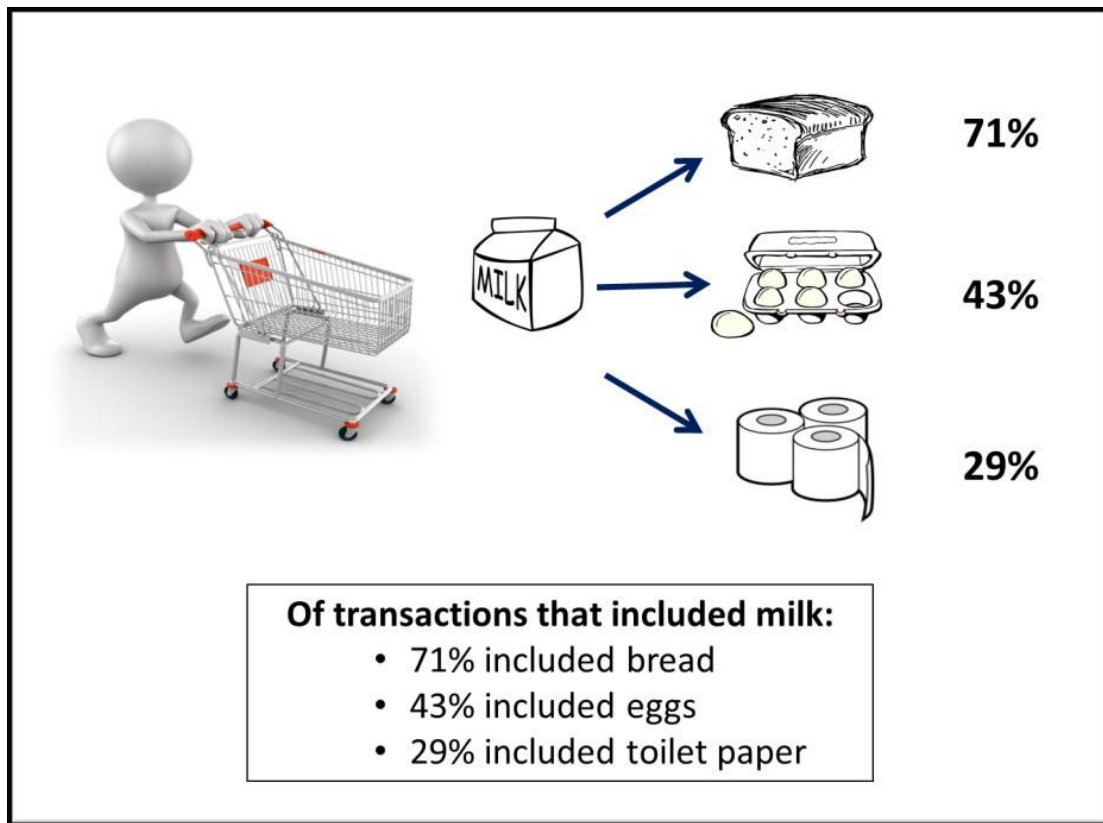 71%
MILK
43%
29%
Of transactions that included milk:
• 71% included bread
• 43% included eggs
• 29% included toilet paper